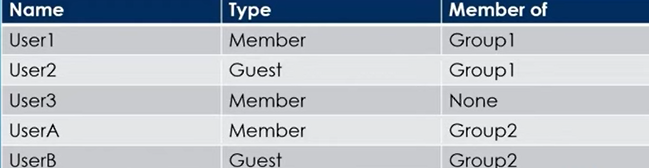 Name Type Member of
User1 Member Group1
User2 Guest Group1
User3 Member None
UserA Member Group2
UserB Guest Group2